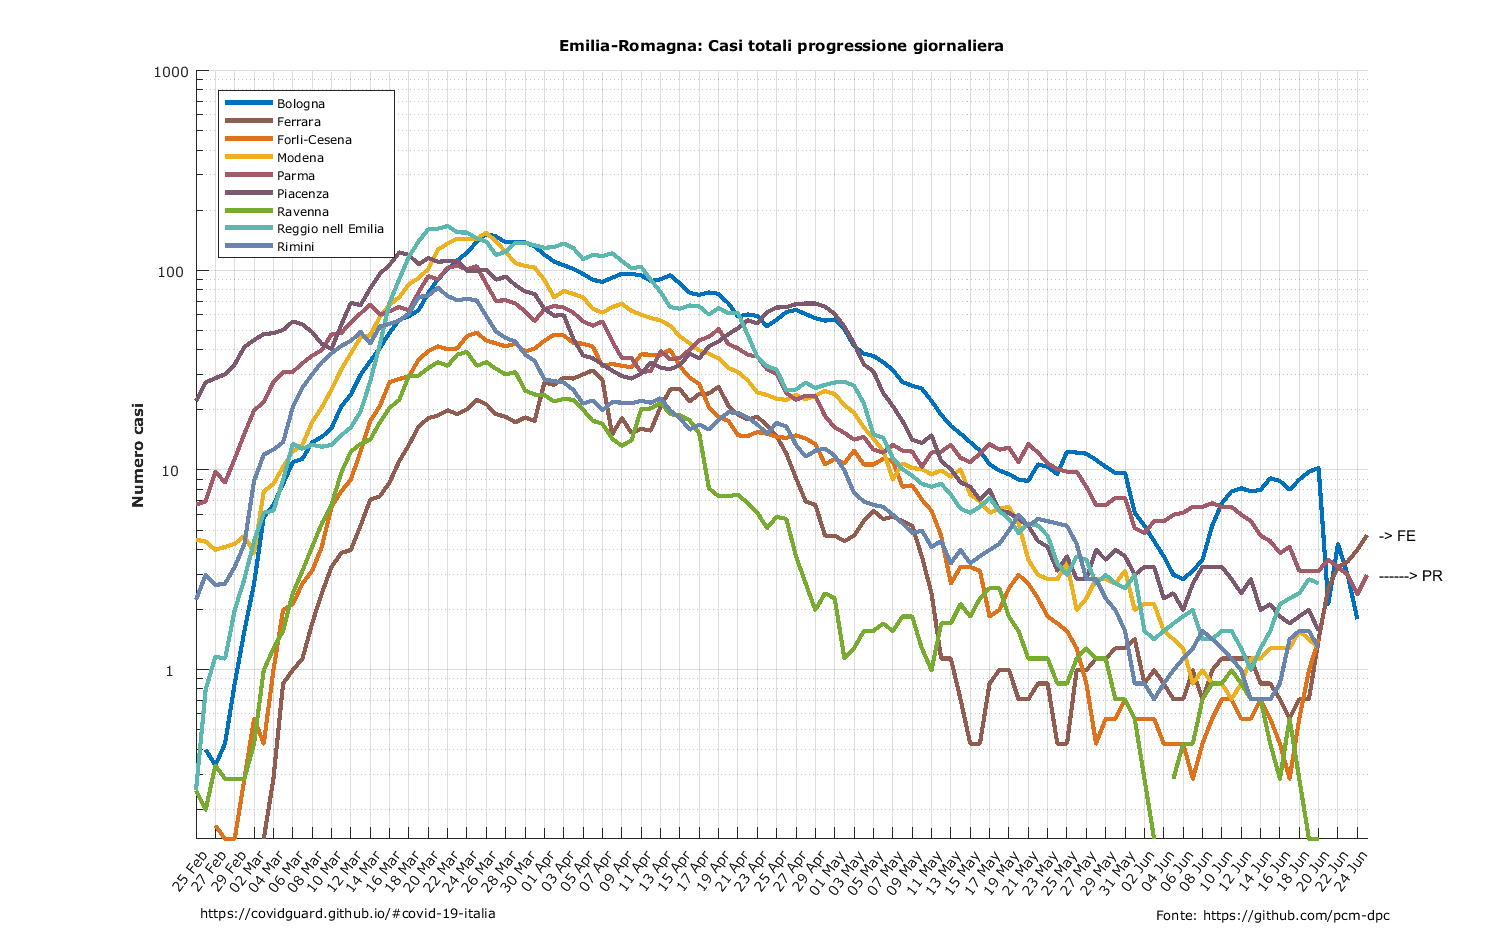 Emilia-Romagna: Casi totali progressione giornaliera
1000
100
10
1
Numero casi
Bologna
Ferrara
Forli-Cesena
Modena
Parma
Piacenza
Ravenna
Reggio nell Emilia
Rimini
-> FE
------> PR
25 Feb
27 Feb
29 Feb
02 Mar
04 Mar
06 Mar
08 Mar
10 Mar
12 Mar
14 Mar
16 Mar
18 Mar
20 Mar
22 Mar
24 Mar
26 Mar
28 Mar
30 Mar
01 Apr
03 Apr
05 Apr
07 Apr
09 Apr
11 Apr
13 Apr
15 Apr
17 Apr
19 Apr
21 Apr
23 Apr
25 Apr
27 Apr
29 Apr
01 May
03 May
05 May
07 May
09 May
11 May
13 May
15 May
17 May
19 May
21 May
23 May
25 May
27 May
29 May
31 May
02 Jun
04 Jun
06 Jun
08 Jun
10 Jun
12 Jun
14 Jun
16 Jun
18 Jun
20 Jun
22 Jun
24 Jun
https://covidguard.github.io/#covid-19-italia
Fonte: https://github.com/pcm-dpc